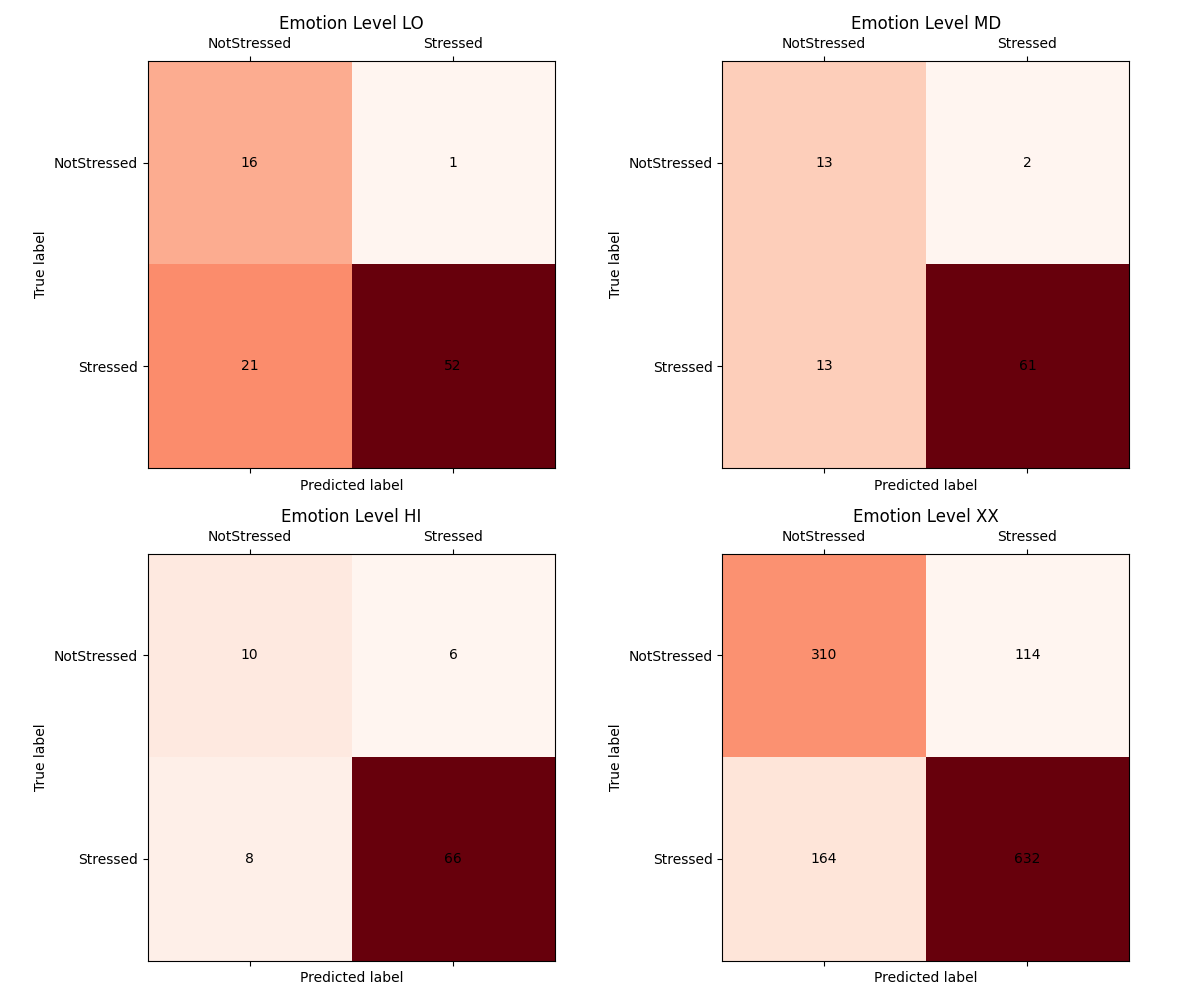 Emotion Level LO
NotStressed Stressed
NotStressed 16 1
True label
Stressed 21 52
Predicted label
Emotion Level MD
NotStressed Stressed
NotStressed 13 2
True label
Stressed 13 61
Predicted label
Emotion Level HI
NotStressed Stressed
NotStressed 10 6
True label
Stressed 8 66
Predicted label
Emotion Level XX
NotStressed Stressed
NotStressed 310 114
True label
Stressed 164 632
Predicted label